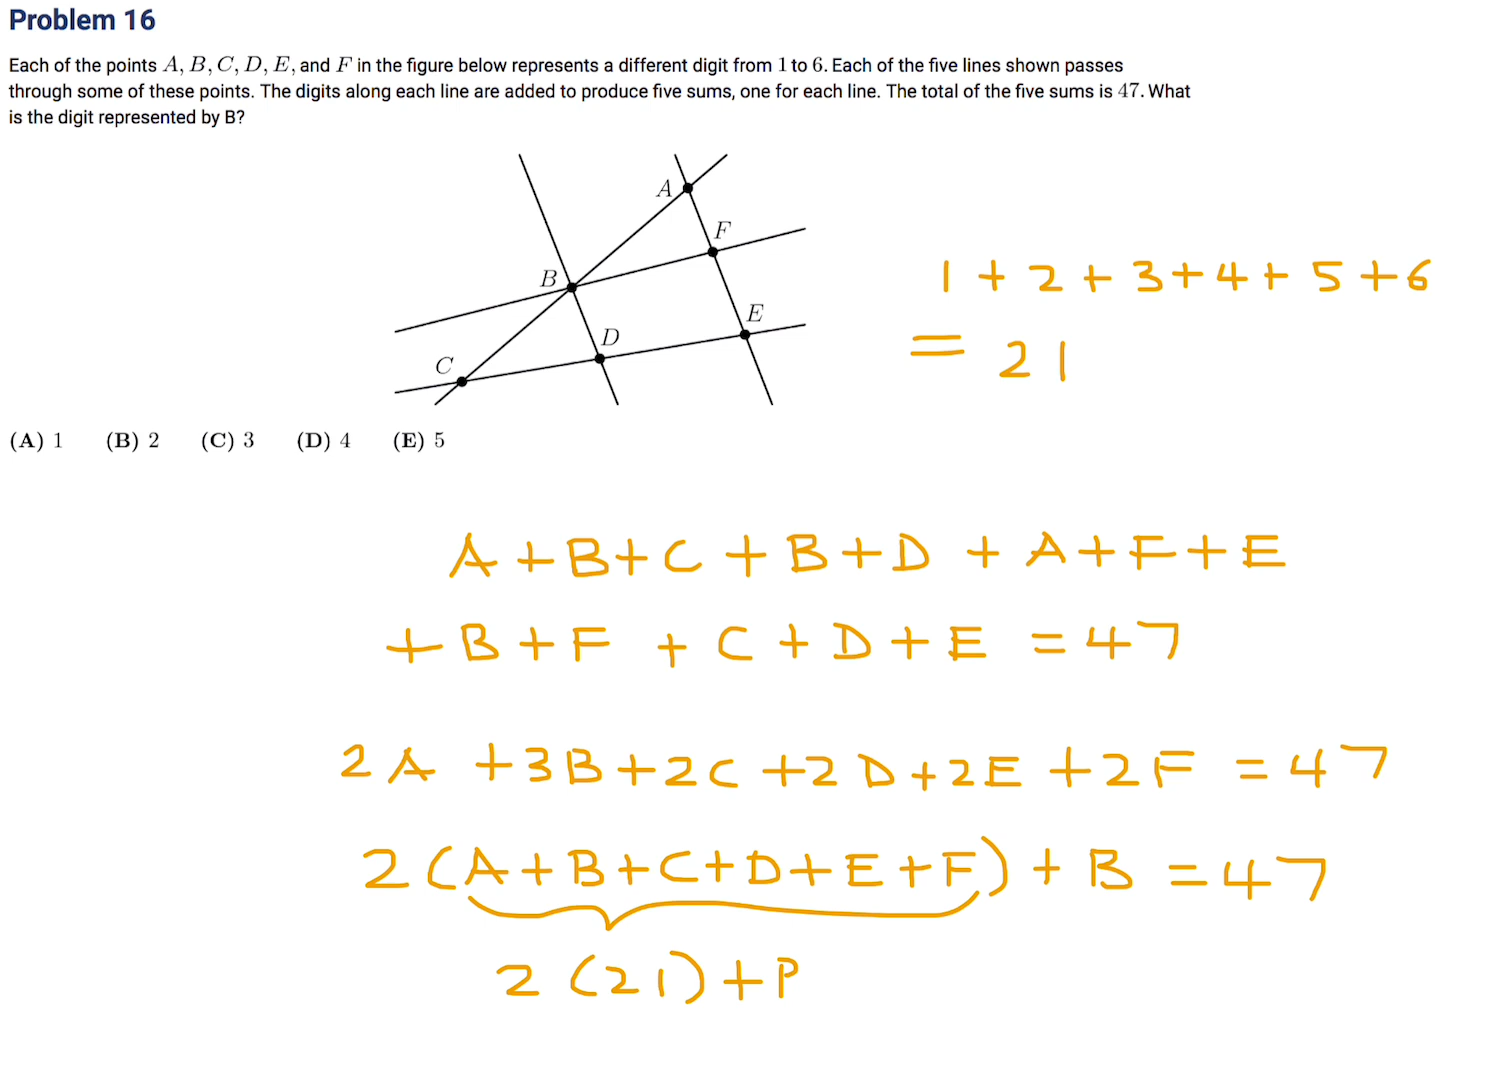 Problem 16
Each of the points A, B, C, D, E, and F in the figure below represents a different digit from 1 to 6. Each of the five lines shown passes
through some of these points. The digits along each line are added to produce five sums, one for each line. The total of the five sums is 47. What
is the digit represented by B?
A
F
B
E
D
C
1 + 2 + 3 + 4 + 5 + 6
= 21
(A) 1 (B) 2 (C) 3 (D) 4 (E) 5
A + B + C + B + D + A + F + E
+ B + F + C + D + E = 47
2A + 3B + 2C + 2D + 2E + 2F = 47
2 (A + B + C + D + E + F) + B = 47
2 (21) + P